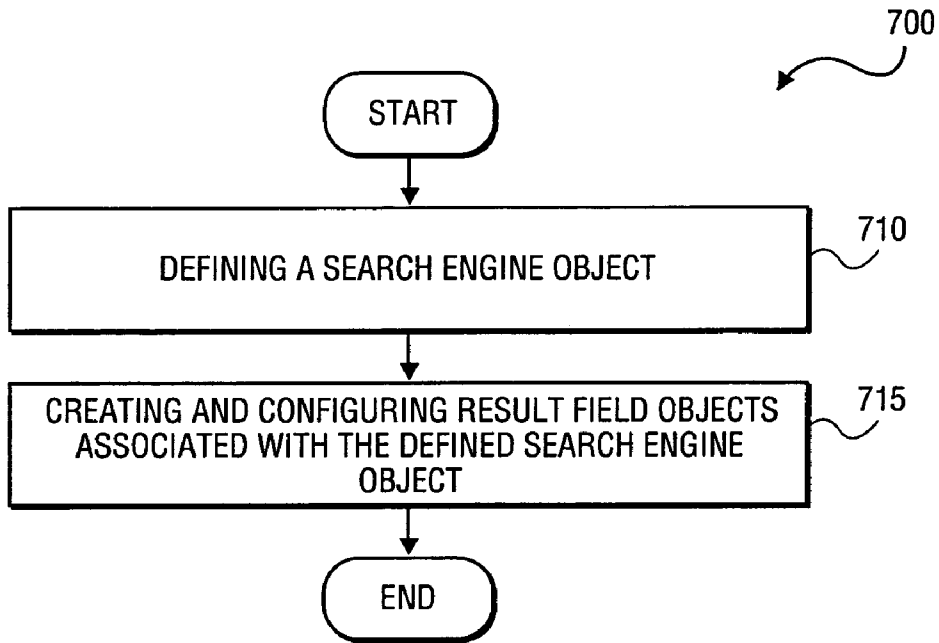 700
START
DEFINING A SEARCH ENGINE OBJECT
710
CREATING AND CONFIGURING RESULT FIELD OBJECTS
ASSOCIATED WITH THE DEFINED SEARCH ENGINE
OBJECT
715
END